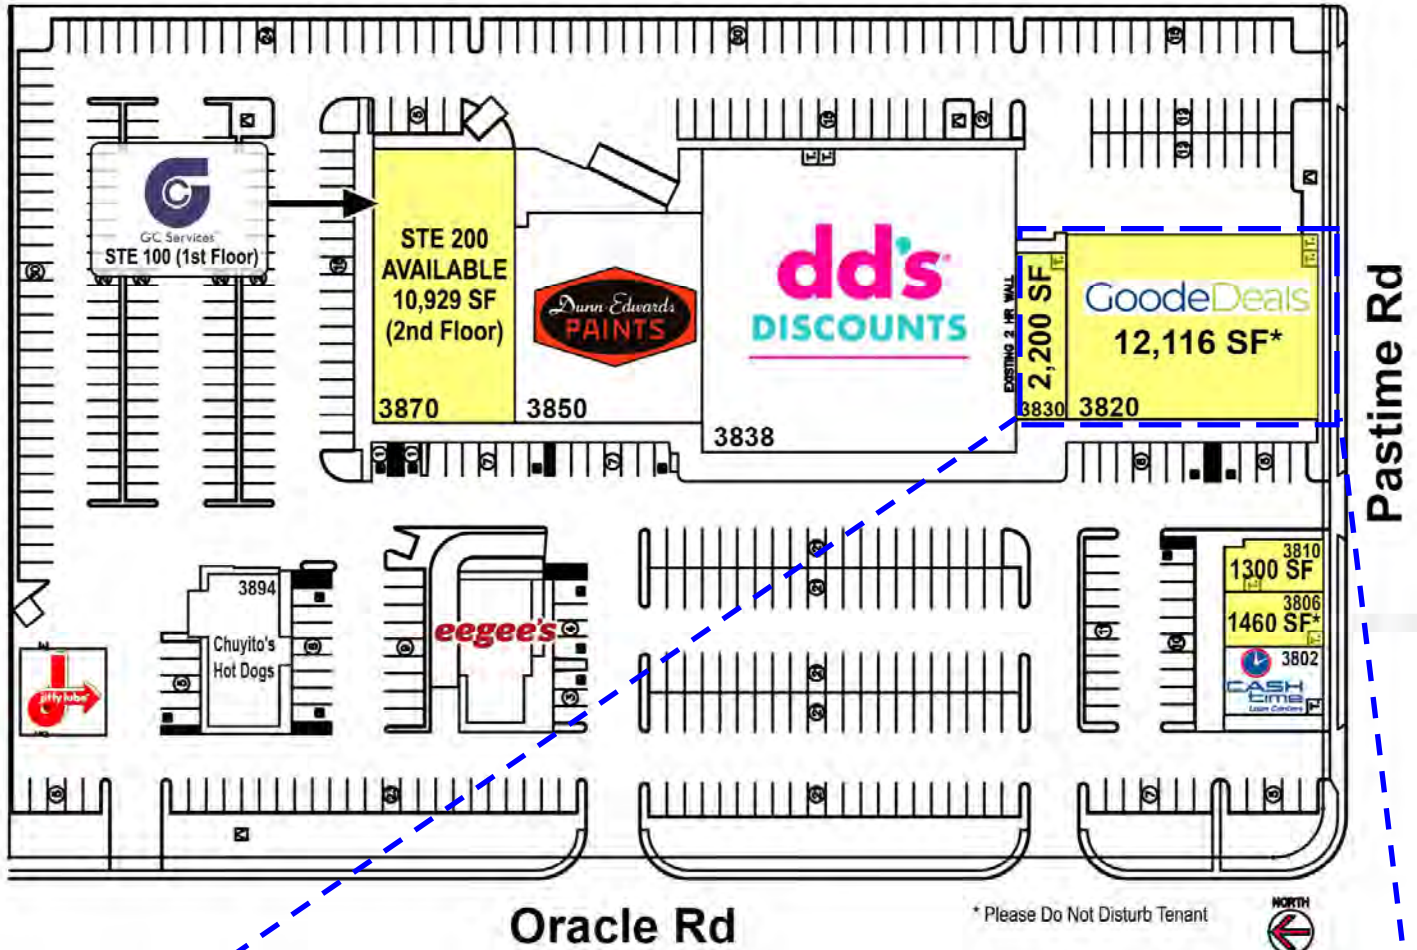 GC Services
STE 100 (1st Floor)
STE 200
AVAILABLE
10,929 SF
(2nd Floor)
3870
Dunn-Edwards
PAINTS
3850
dd's
DISCOUNTS
3838
EXISTING 2 HR WALL
2,200 SF
3830
GoodeDeals
12,116 SF*
3820
Pastime Rd
3894
Chuyito's
Hot Dogs
eegee's
jiffy lube
3810
1300 SF
3806
1460 SF*
3802
CASH
time
Loan Centers
Oracle Rd
* Please Do Not Disturb Tenant
NORTH